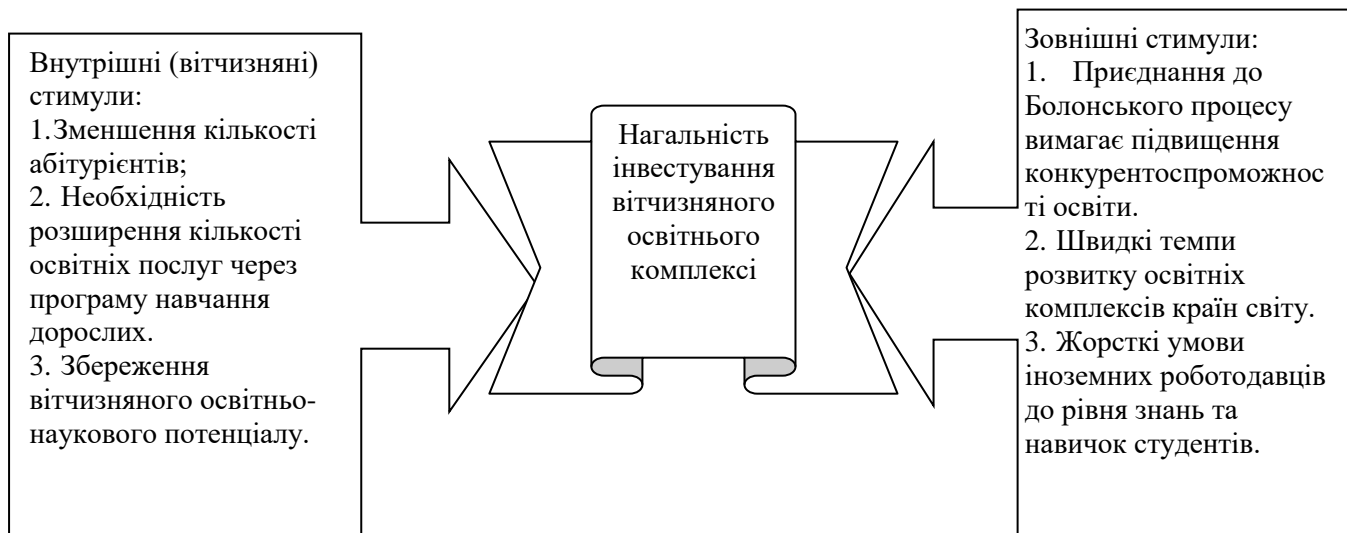 Внутрішні (вітчизняні)
стимули:
1.Зменшення кількості
абітурієнтів;
2. Необхідність
розширення кількості
освітніх послуг через
програму навчання
дорослих.
3. Збереження
вітчизняного освітньо-
наукового потенціалу.
Нагальність
інвестування
вітчизняного
освітнього
комплексі
Зовнішні стимули:
1. Приєднання до
Болонського процесу
вимагає підвищення
конкурентоспроможнос
ті освіти.
2. Швидкі темпи
розвитку освітніх
комплексів країн світу.
3. Жорсткі умови
іноземних роботодавців
до рівня знань та
навичок студентів.